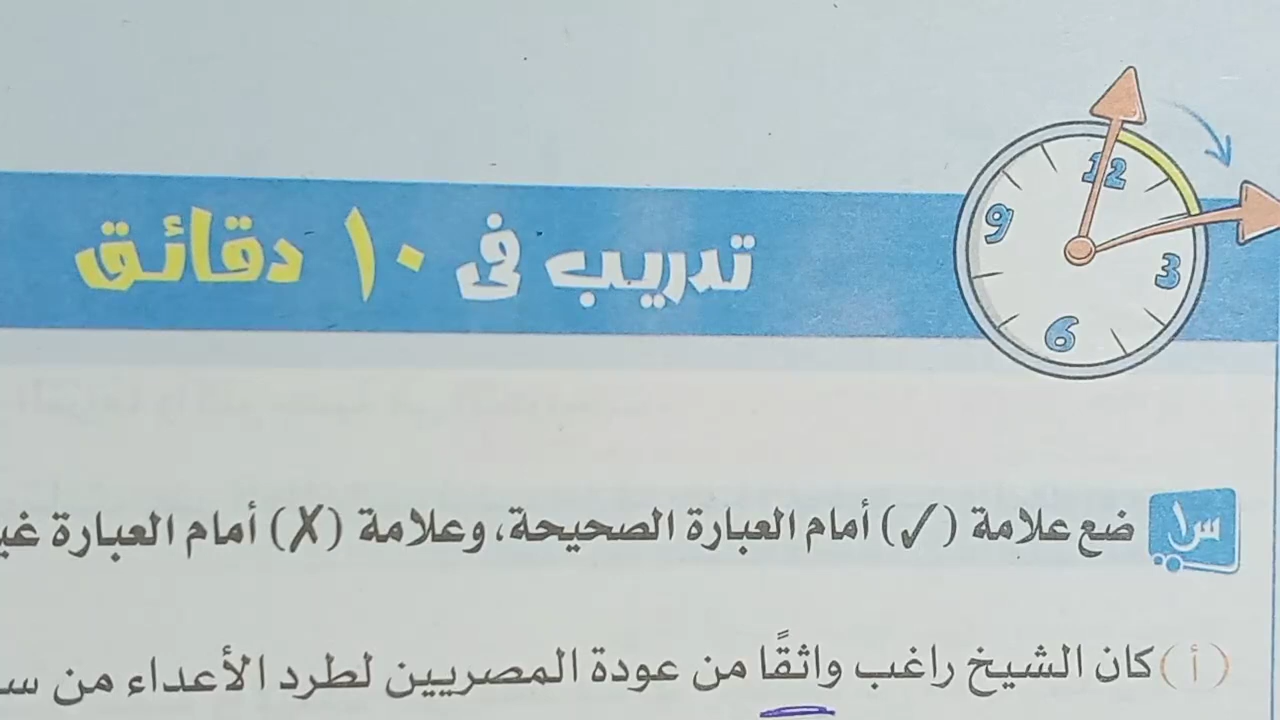 تدريب فى ١٠ دقائق
12
9
3
6
س١ ضع علامة (✓) أمام العبارة الصحيحة، وعلامة (✗) أمام العبارة
(أ) كان الشيخ راغب واثقًا من عودة المصريين لطرد الأعداء من